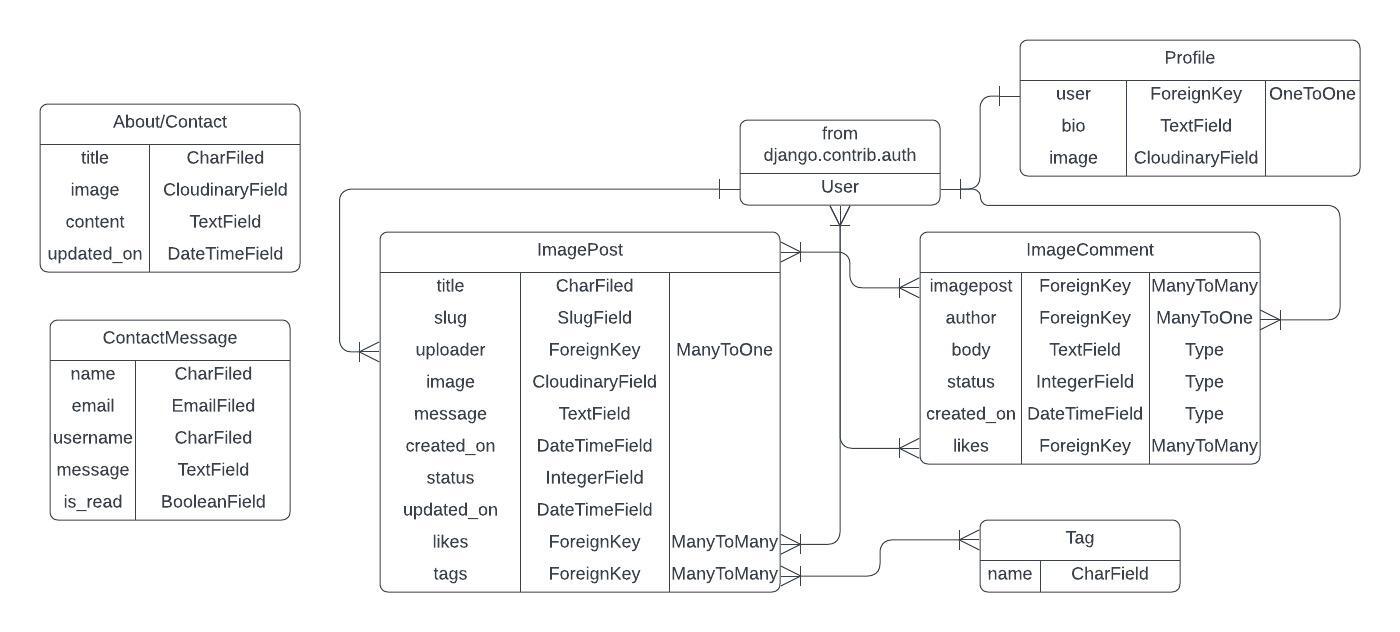 Profile
user ForeignKey OneToOne
bio TextField
image CloudinaryField
About/Contact
title CharFiled
image CloudinaryField
content TextField
updated_on DateTimeField
from
django.contrib.auth
User
ImagePost
title CharFiled
slug SlugField
uploader ForeignKey ManyToOne
image CloudinaryField
message TextField
created_on DateTimeField
status IntegerField
updated_on DateTimeField
likes ForeignKey ManyToMany
tags ForeignKey ManyToMany
ImageComment
imagepost ForeignKey ManyToMany
author ForeignKey ManyToOne
body TextField Type
status IntegerField Type
created_on DateTimeField Type
likes ForeignKey ManyToMany
ContactMessage
name CharFiled
email EmailFiled
username CharFiled
message TextField
is_read BooleanField
Tag
name CharField